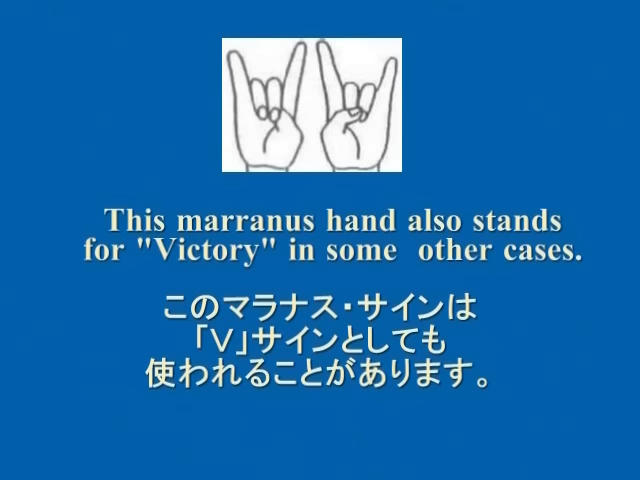 This marranus hand also stands
for "Victory" in some other cases.
このマラナス・サインは
「V」サインとしても
使われることがあります。